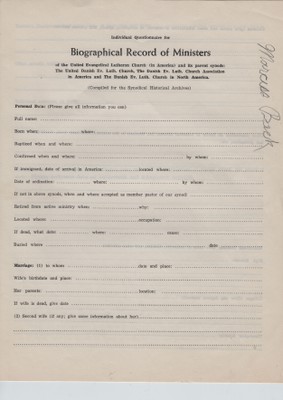 Individual Questionnaire for
Biographical Record of Ministers
of the United Evangelical Lutheran Church (in America) and its parent synods:
The United Danish Ev. Luth. Church, The Danish Ev. Luth. Church Association
in America and The Danish Ev. Luth. Church in North America.
(Compiled for the Synodical Historical Archives)
Marcus Beck
Personal Data: (Please give all information you can)
Full name:
Born when where:
Baptized when and where:
Confirmed when and where by whom:
If immigrant, date of arrival in America: located where:
Date of ordination: where: by whom:
If not in above synods, when and where accepted as member pastor of our synod:
Retired from active ministry when: why:
Located where: occupation:
If dead, what date where: cause:
Buried where date
Marriage: (1) to whom date and place:
Wife's birthdate and place:
Her parents: location:
If wife is dead, give date
(2) Second wife (if any; give same information about her)